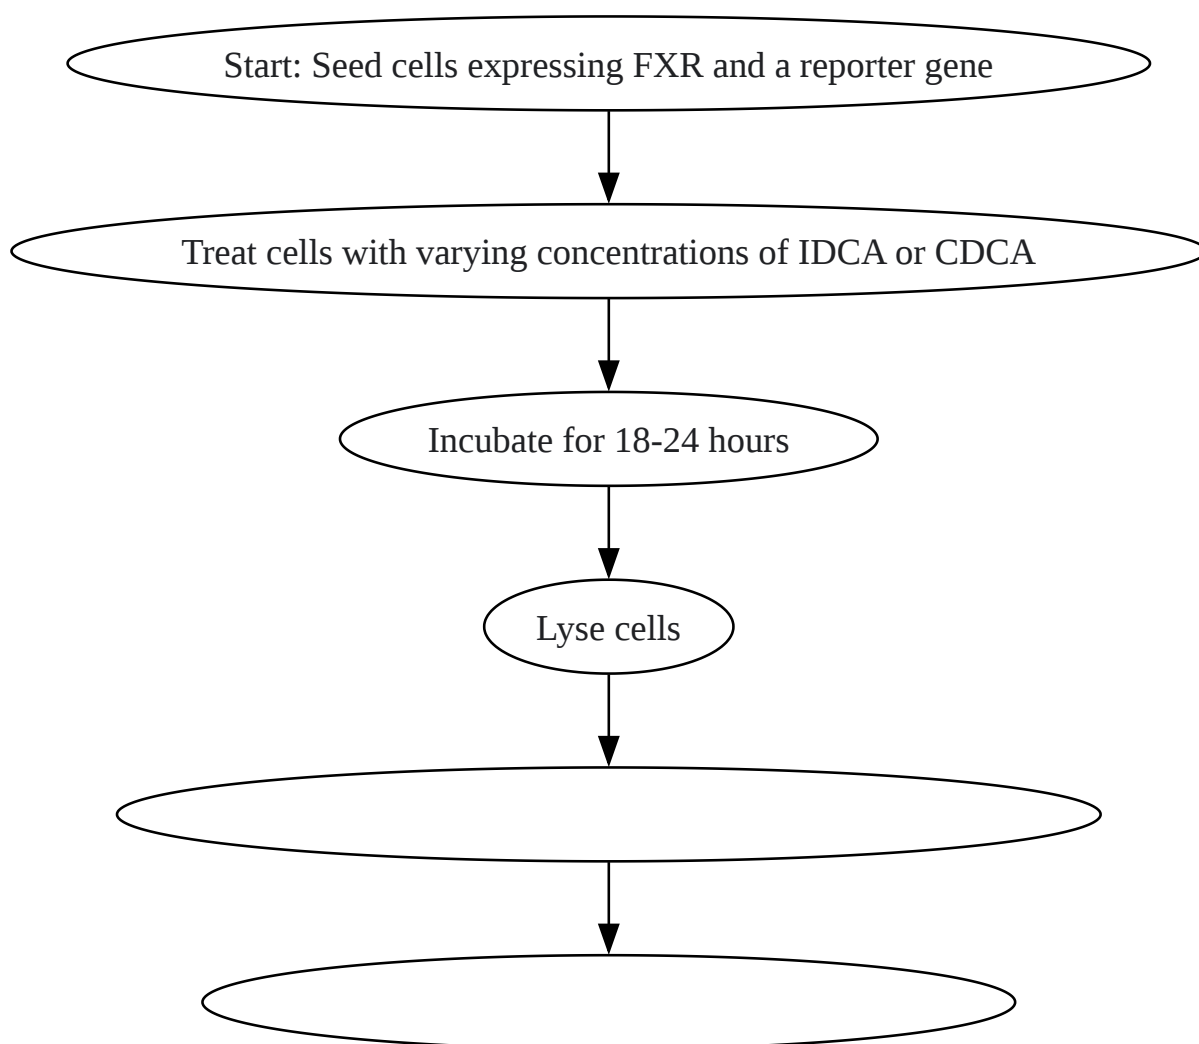 Start: Seed cells expressing FXR and a reporter gene
Treat cells with varying concentrations of IDCA or CDCA
Incubate for 18-24 hours
Lyse cells